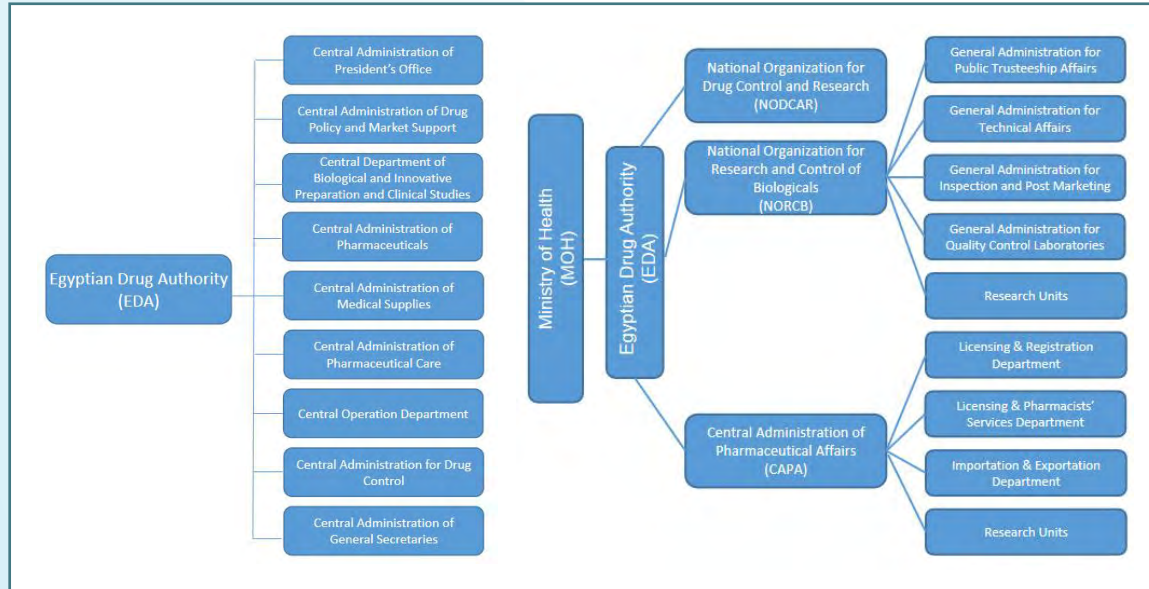 Egyptian Drug Authority
(EDA)
Central Administration of
President's Office
Central Administration of Drug
Policy and Market Support
Central Department of
Biological and Innovative
Preparation and Clinical Studies
Central Administration of
Pharmaceuticals
Central Administration of
Medical Supplies
Central Administration of
Pharmaceutical Care
Central Operation Department
Central Administration for Drug
Control
Central Administration of
General Secretaries
Ministry of Health
(MOH)
Egyptian Drug Authority
(EDA)
National Organization for
Drug Control and Research
(NODCAR)
National Organization for
Research and Control of
Biologicals
(NORCB)
General Administration for
Public Trusteeship Affairs
General Administration for
Technical Affairs
General Administration for
Inspection and Post Marketing
General Administration for
Quality Control Laboratories
Research Units
Central Administration of
Pharmaceutical Affairs
(CAPA)
Licensing & Registration
Department
Licensing & Pharmacists'
Services Department
Importation & Exportation
Department
Research Units